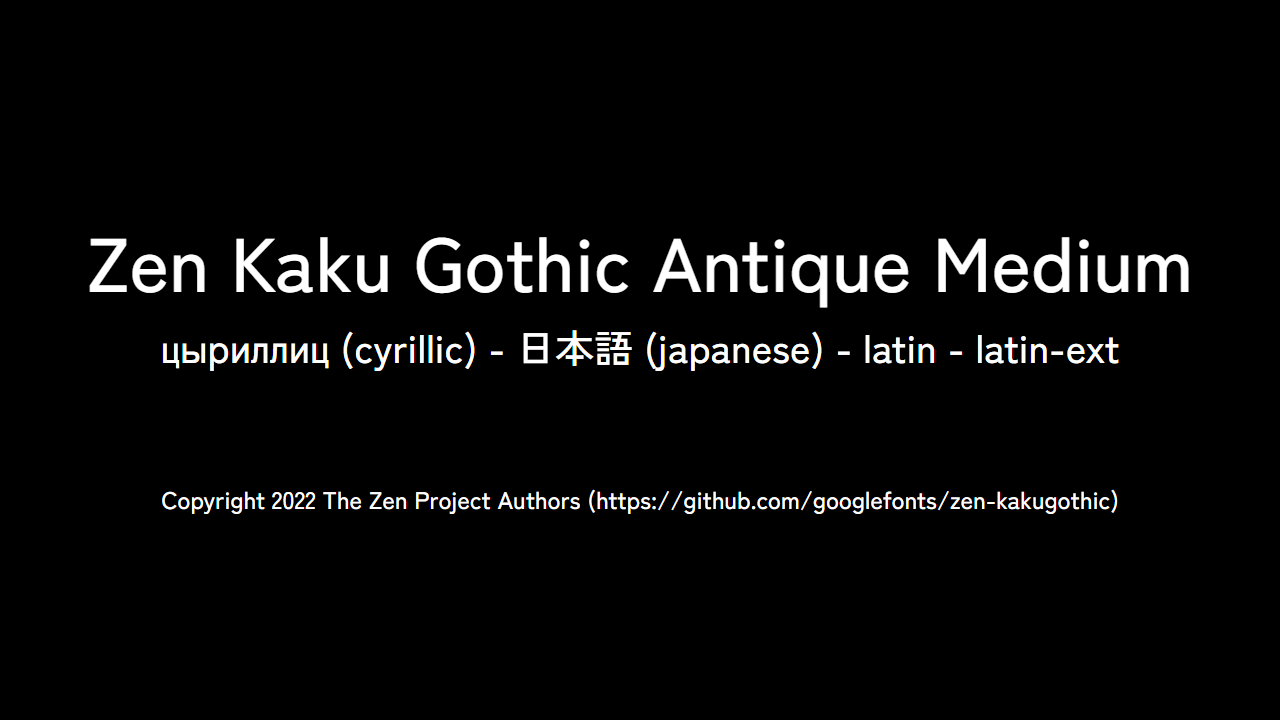 Zen Kaku Gothic Antique Medium
цыриллиц (cyrillic) - 日本語 (japanese) - latin - latin-ext
Copyright 2022 The Zen Project Authors (https://github.com/googlefonts/zen-kakugothic)